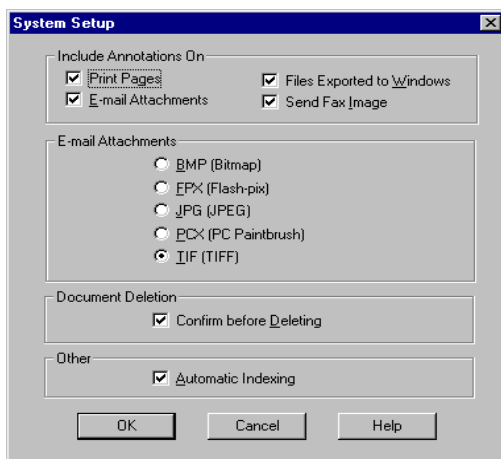 System Setup
Include Annotations On
Print Pages
Files Exported to Windows
E-mail Attachments
Send Fax Image
E-mail Attachments
BMP (Bitmap)
FPX (Flash-pix)
JPG (JPEG)
PCX (PC Paintbrush)
TIF (TIFF)
Document Deletion
Confirm before Deleting
Other
Automatic Indexing
OK Cancel Help